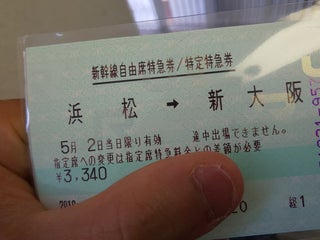 新幹線自由席特急券/特定特急券
浜松 → 新大阪
5月 2日当日限り有効 途中出場できません。
指定席への変更は指定席特急料金との差額が必要
¥3,340